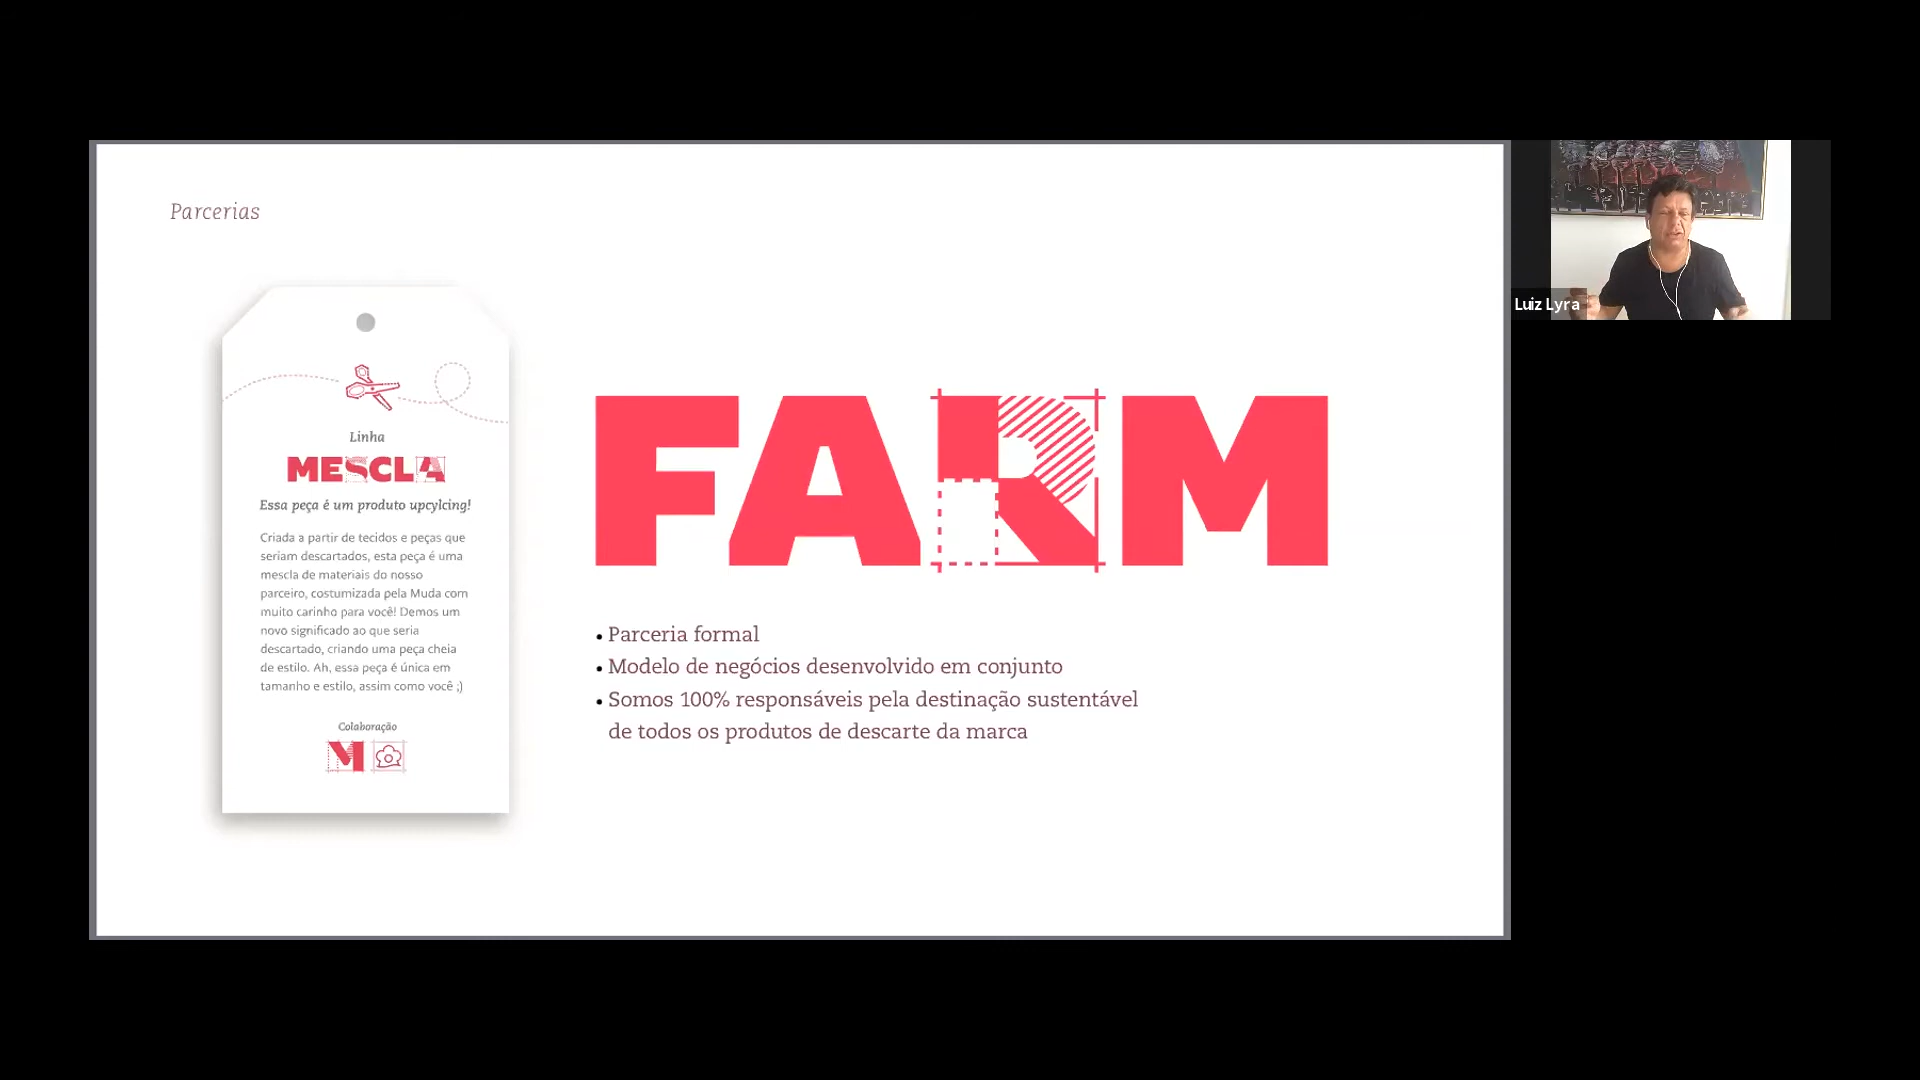 Parcerias
Linha
MESCLA
Essa peça é um produto upcylcing!
Criada a partir de tecidos e peças que
seriam descartados, esta peça é uma
mescla de materiais do nosso
parceiro, costumizada pela Muda com
muito carinho para você! Demos um
novo significado ao que seria
descartado, criando uma peça cheia
de estilo. Ah, essa peça é única em
tamanho e estilo, assim como você ;)
Colaboração
M
FARM
• Parceria formal
• Modelo de negócios desenvolvido em conjunto
• Somos 100% responsáveis pela destinação sustentável
de todos os produtos de descarte da marca
Luiz Lyra